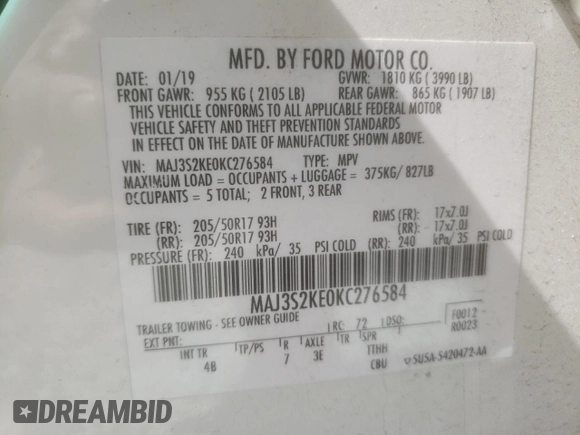 MFD. BY FORD MOTOR CO.
DATE: 01/19 GVWR: 1810 KG ( 3990 LB)
FRONT GAWR: 955 KG ( 2105 LB) REAR GAWR: 865 KG ( 1907 LB)
THIS VEHICLE CONFORMS TO ALL APPLICABLE FEDERAL MOTOR
VEHICLE SAFETY AND THEFT PREVENTION STANDARDS
IN EFFECT ON THE DATE OF MANUFACTURE SHOWN ABOVE.
VIN: MAJ3S2KE0KC276584 TYPE: MPV
MAXIMUM LOAD = OCCUPANTS + LUGGAGE = 375KG/ 827LB
OCCUPANTS = 5 TOTAL; 2 FRONT, 3 REAR
TIRE (FR): 205/50R17 93H RIMS (FR): 17x7.0J
(RR): 205/50R17 93H (RR): 17x7.0J
PRESSURE (FR): 240 kPa/ 35 PSI COLD (RR): 240 kPa/ 35 PSI COLD
MAJ3S2KE0KC276584
TRAILER TOWING - SEE OWNER GUIDE
RC: 72 DSO: F0012
EXT PNT: R0023
INT TR TP/PS R AXLE TR SPR
4B 7 3E 1THH
CBU SU5A-S420472-AA
DREAMBID